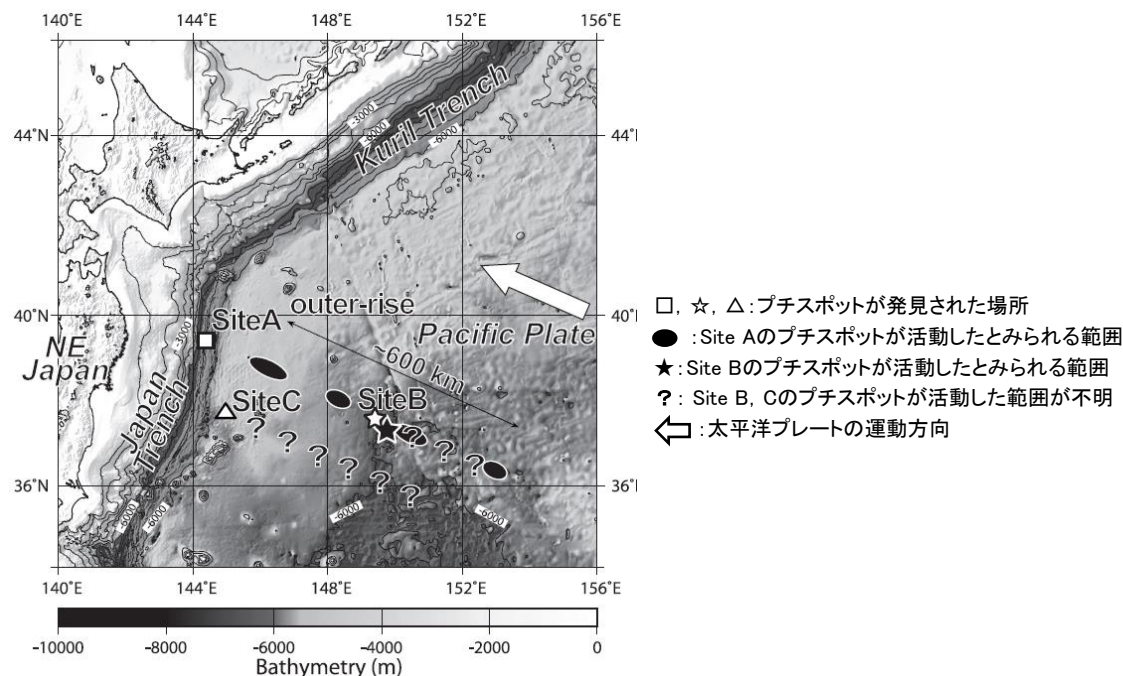 140˚E 144˚E 148˚E 152˚E 156˚E
44˚N 44˚N
Kuril Trench
-3000
-6000
-6000
40˚N 40˚N
outer-rise
SiteA
Pacific Plate
-3000
NE
Japan
~600 km
SiteC
SiteB
Japan
Trench
? ? ? ? ? ? ? ? ?
36˚N 36˚N
-6000
-6000
-6000
-6000
140˚E 144˚E 148˚E 152˚E 156˚E
-10000 -8000 -6000 -4000 -2000 0
Bathymetry (m)
□, ☆, △:プチスポットが発見された場所
:Site Aのプチスポットが活動したとみられる範囲
★:Site Bのプチスポットが活動したとみられる範囲
?:Site B, Cのプチスポットが活動した範囲が不明
:太平洋プレートの運動方向